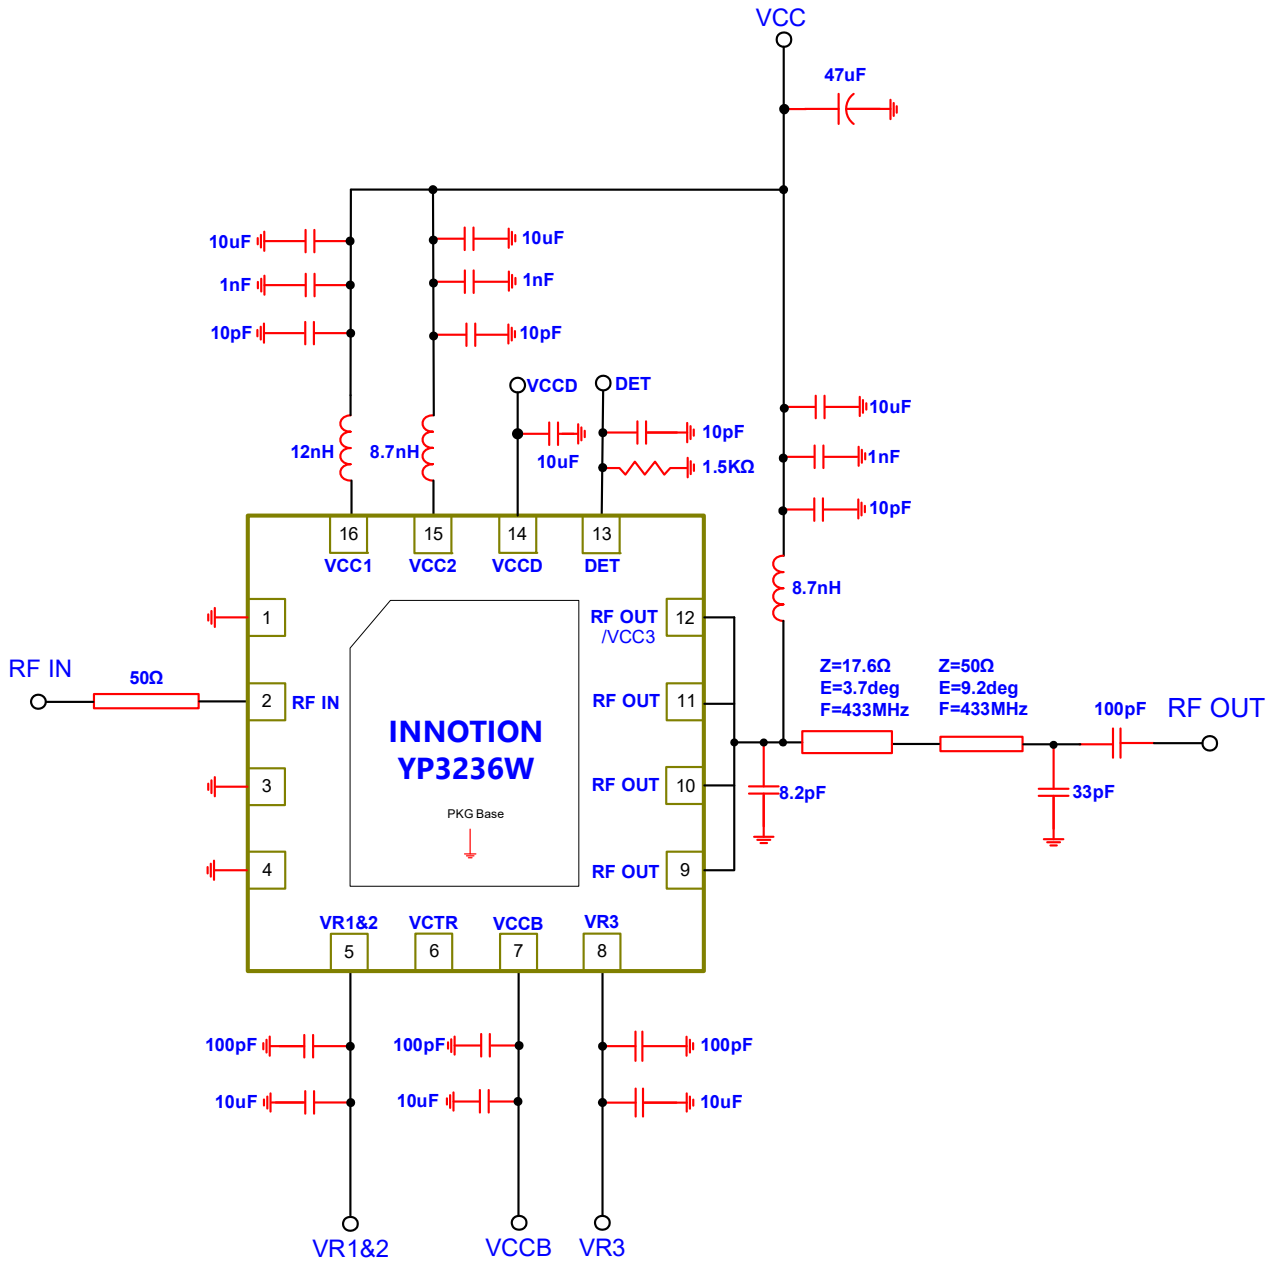 VCC
47uF
10uF
10uF
1nF
1nF
10pF
10pF
VCCD
DET
10uF
10pF
12nH
8.7nH
10uF
1.5KΩ
1nF
10pF
16
15
14
13
VCC1
VCC2
VCCD
DET
8.7nH
1
RF OUT
12
/VCC3
RF IN
50Ω
2
RF IN
RF OUT
11
Z=17.6Ω
E=3.7deg
F=433MHz
Z=50Ω
E=9.2deg
F=433MHz
100pF
RF OUT
INNOTION
YP3236W
3
RF OUT
10
8.2pF
33pF
PKG Base
4
RF OUT
9
VR1&2
VCTR
VCCB
VR3
5
6
7
8
100pF
100pF
100pF
10uF
10uF
10uF
VR1&2
VCCB
VR3